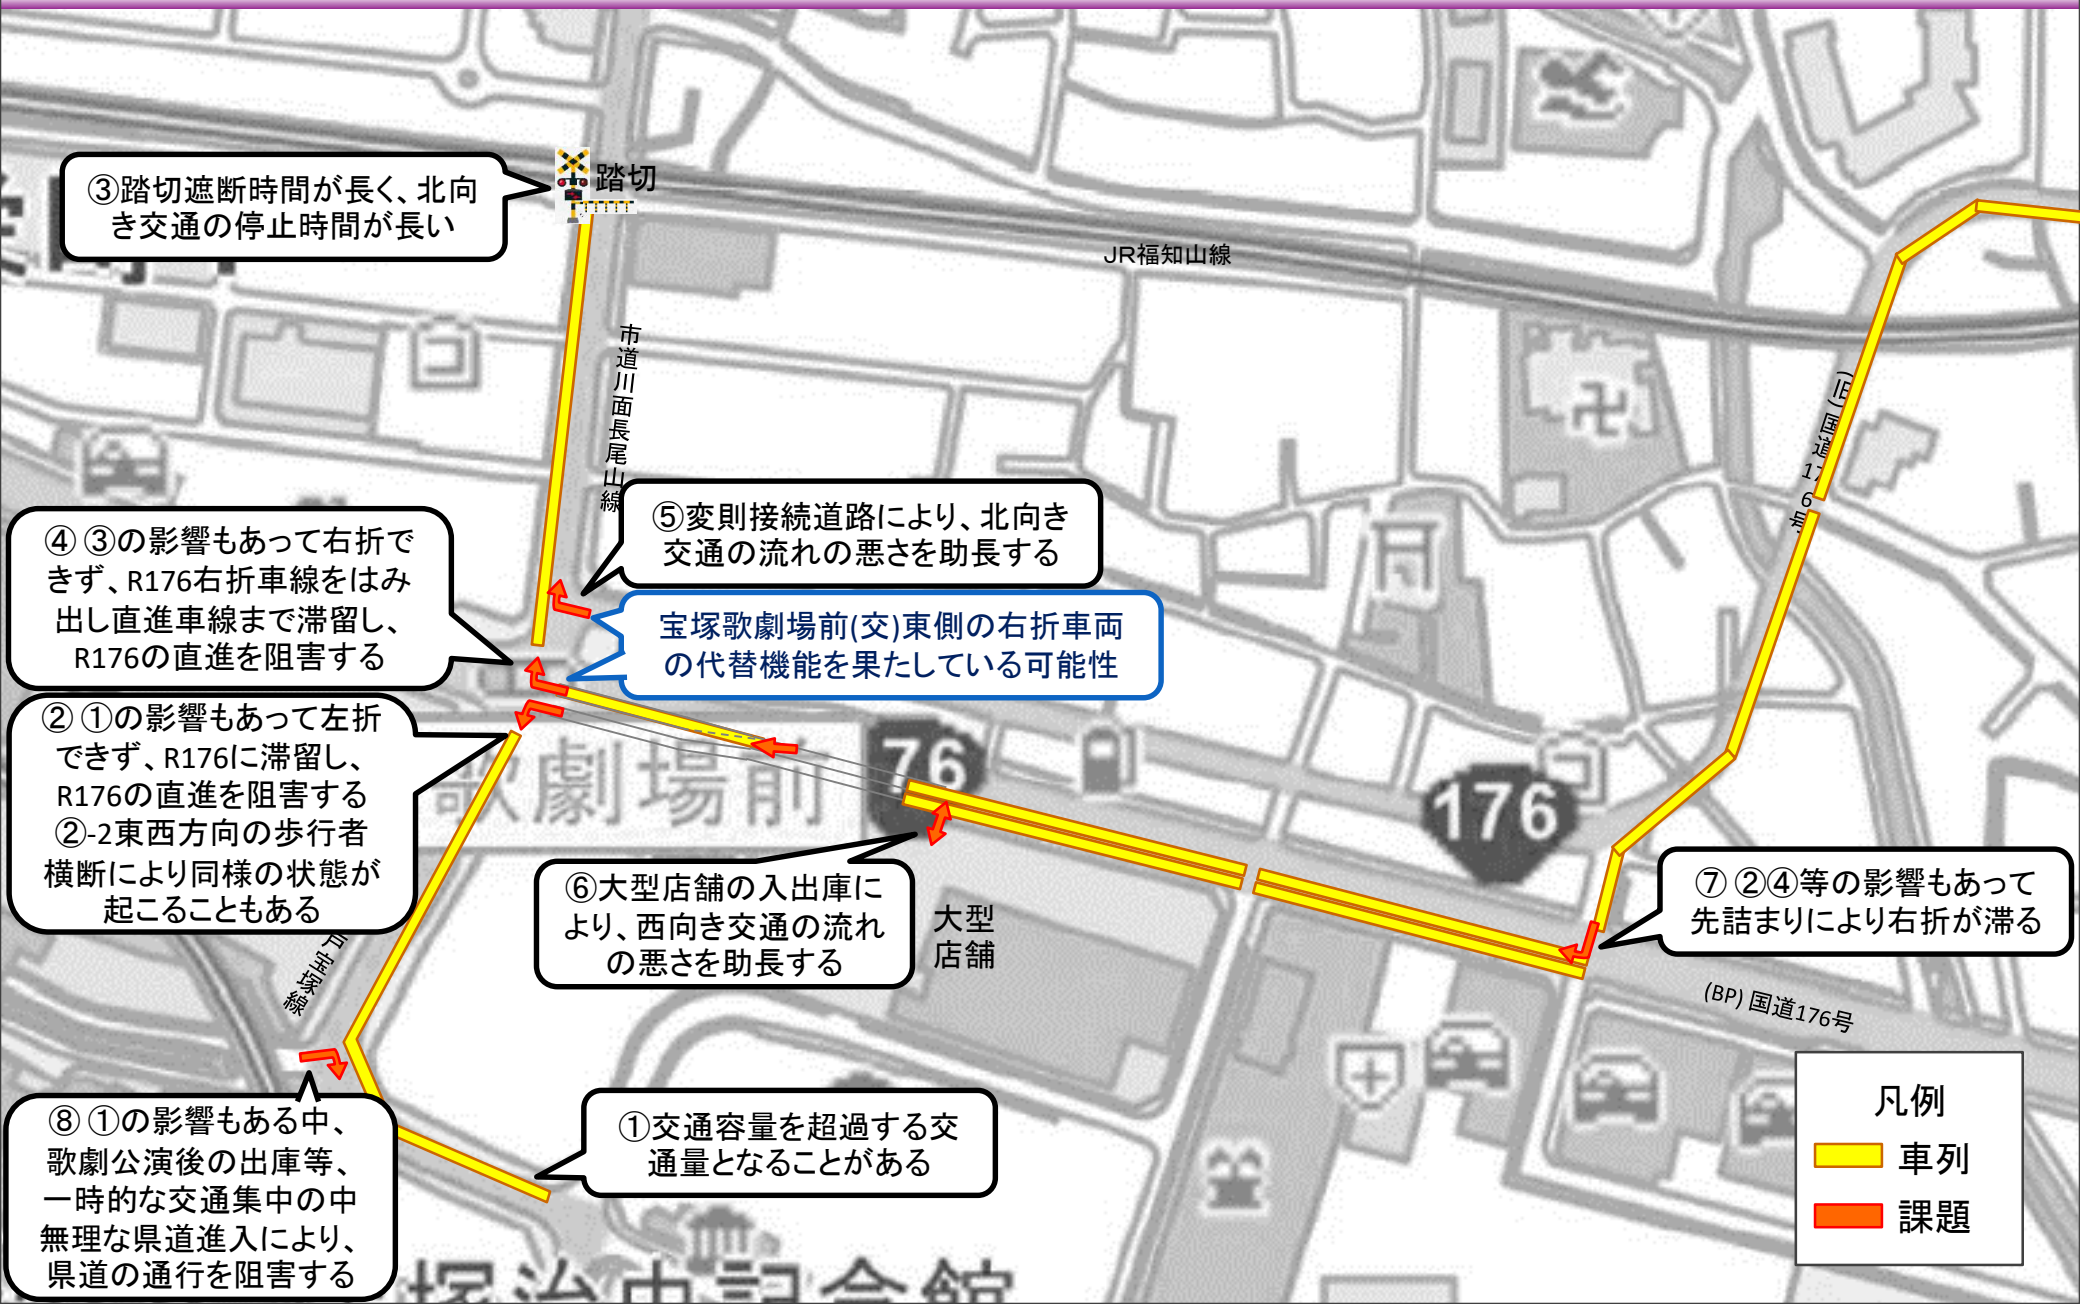 ③踏切遮断時間が長く、北向
き交通の停止時間が長い
踏切
JR福知山線
市道川面長尾山線
(旧)国道176号
⑤変則接続道路により、北向き
交通の流れの悪さを助長する
④ ③の影響もあって右折で
きず、R176右折車線をはみ
出し直進車線まで滞留し、
R176の直進を阻害する
宝塚歌劇場前(交)東側の右折車両
の代替機能を果たしている可能性
② ①の影響もあって左折
できず、R176に滞留し、
R176の直進を阻害する
②-2東西方向の歩行者
横断により同様の状態が
起こることもある
歌劇場前
76
176
⑥大型店舗の入出庫に
より、西向き交通の流れ
の悪さを助長する
大型
店舗
⑦ ②④等の影響もあって
先詰まりにより右折が滞る
戸宝塚線
(BP) 国道176号
①交通容量を超過する交
通量となることがある
⑧ ①の影響もある中、
歌劇公演後の出庫等、
一時的な交通集中の中
無理な県道進入により、
県道の通行を阻害する
凡例
車列
課題
塚治虫記念館